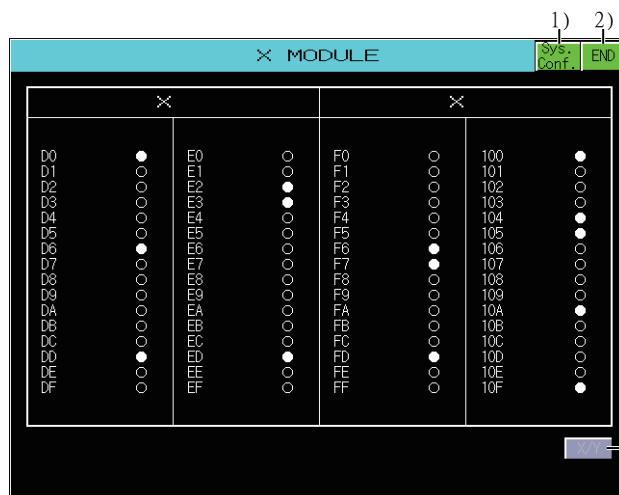 1) 2)
X MODULE Sys. Conf. END
X X
D0 E0 F0 100
D1 E1 F1 101
D2 E2 F2 102
D3 E3 F3 103
D4 E4 F4 104
D5 E5 F5 105
D6 E6 F6 106
D7 E7 F7 107
D8 E8 F8 108
D9 E9 F9 109
DA EA FA 10A
DB EB FB 10B
DC EC FC 10C
DD ED FD 10D
DE EE FE 10E
DF EF FF 10F
X/Y